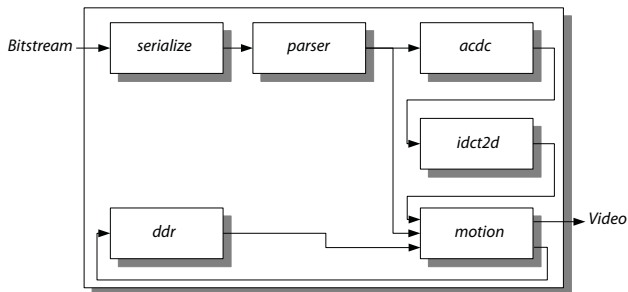 Bitstream
serialize
parser
acdc
idct2d
ddr
motion
Video